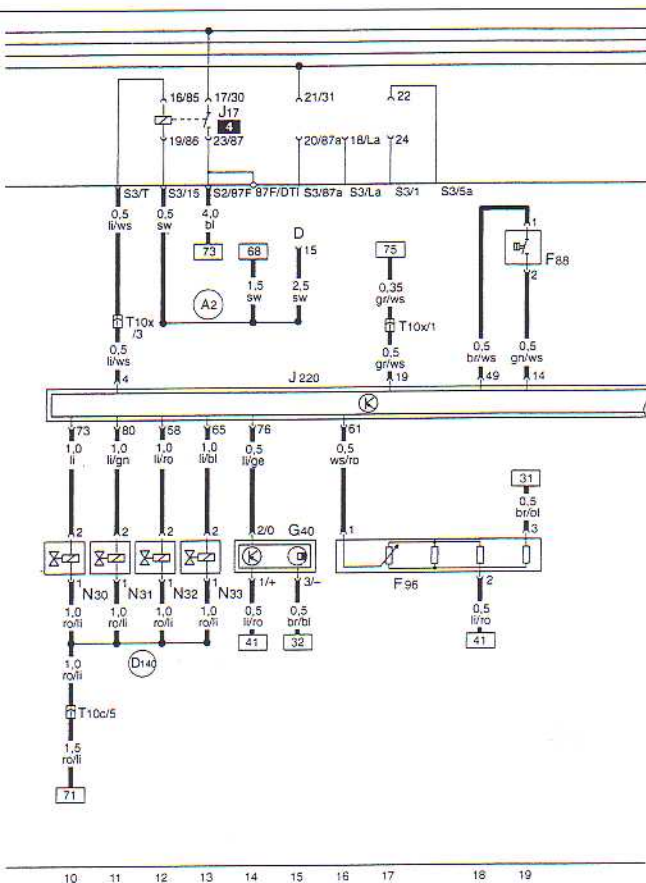 16/85 17/30 21/31 22
J17
4
19/86 23/87 20/87a 18/La 24
S3/T S3/15 S2/87F 87F/DTI S3/87a S3/La S3/1 S3/5a
0,5 0,5 4,0
li/ws sw bl
D
15
1
73 68 75
F88
2
1,5 2,5 0,35
sw sw gr/ws
A2
T10x
/3
T10x/1
0,5 0,5 0,5 0,5
li/ws gr/ws br/ws gn/ws
4 J220 19 49 14
K
73 80 58 65 76 61
1,0 1,0 1,0 1,0 0,5 0,5
li li/gn li/ro li/bl li/ge ws/ro
31
0,5
br/bl
2 2 2 2 2/0 G40 1 3
K
1 1 1 1 1/+ 3/– 2
N30 N31 N32 N33 F96
1,0 1,0 1,0 1,0 0,5 0,5 0,5
ro/li ro/li ro/li ro/li li/ro br/bl li/ro
41 32 41
D140
1,0
ro/li
T10c/5
1,5
ro/li
71
10 11 12 13 14 15 16 17 18 19